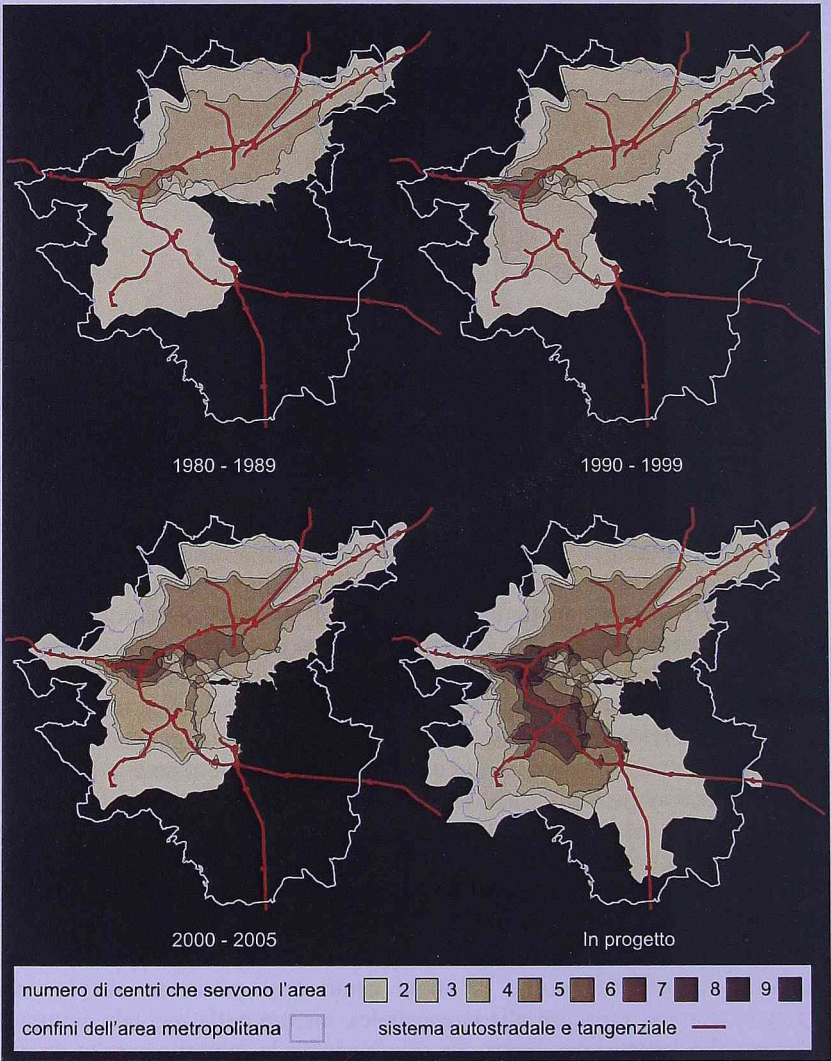 1980 - 1989
1990 - 1999
2000 - 2005
In progetto
numero di centri che servono l'area 1 2 3 4 5 6 7 8 9
confini dell'area metropolitana sistema autostradale e tangenziale